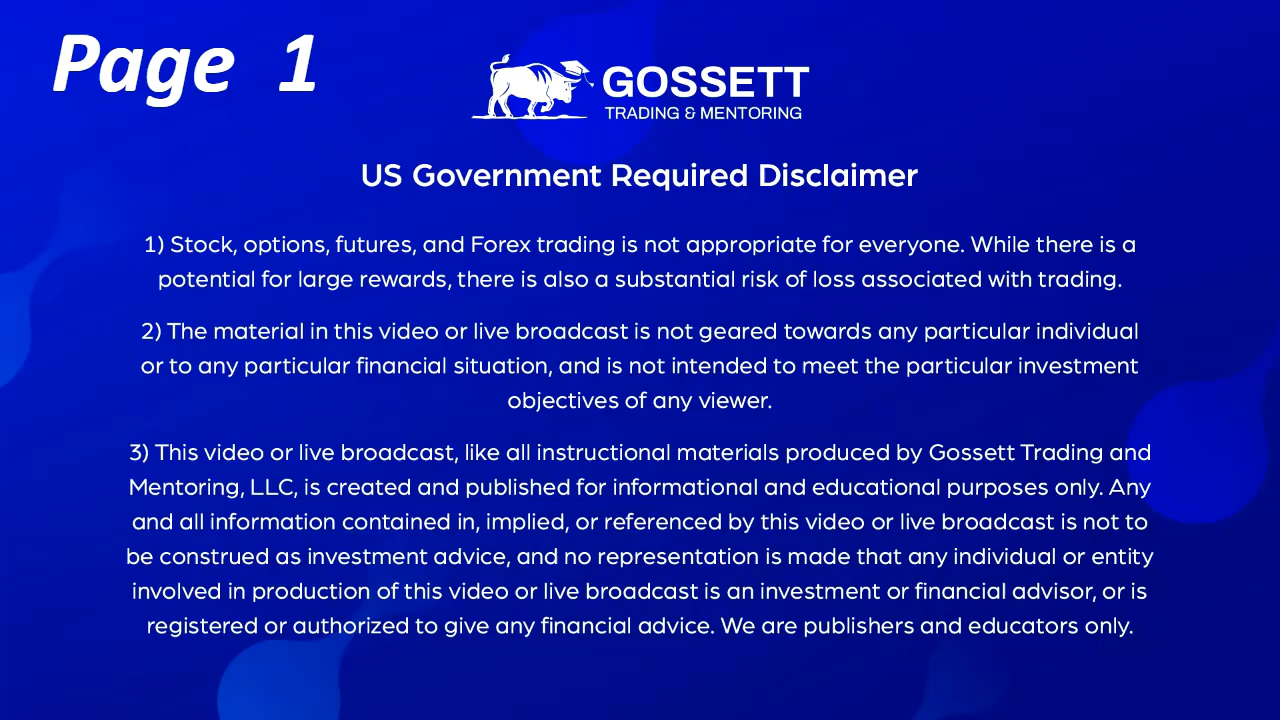 Page 1
GOSSETT
TRADING & MENTORING
US Government Required Disclaimer
1) Stock, options, futures, and Forex trading is not appropriate for everyone. While there is a
potential for large rewards, there is also a substantial risk of loss associated with trading.
2) The material in this video or live broadcast is not geared towards any particular individual
or to any particular financial situation, and is not intended to meet the particular investment
objectives of any viewer.
3) This video or live broadcast, like all instructional materials produced by Gossett Trading and
Mentoring, LLC, is created and published for informational and educational purposes only. Any
and all information contained in, implied, or referenced by this video or live broadcast is not to
be construed as investment advice, and no representation is made that any individual or entity
involved in production of this video or live broadcast is an investment or financial advisor, or is
registered or authorized to give any financial advice. We are publishers and educators only.